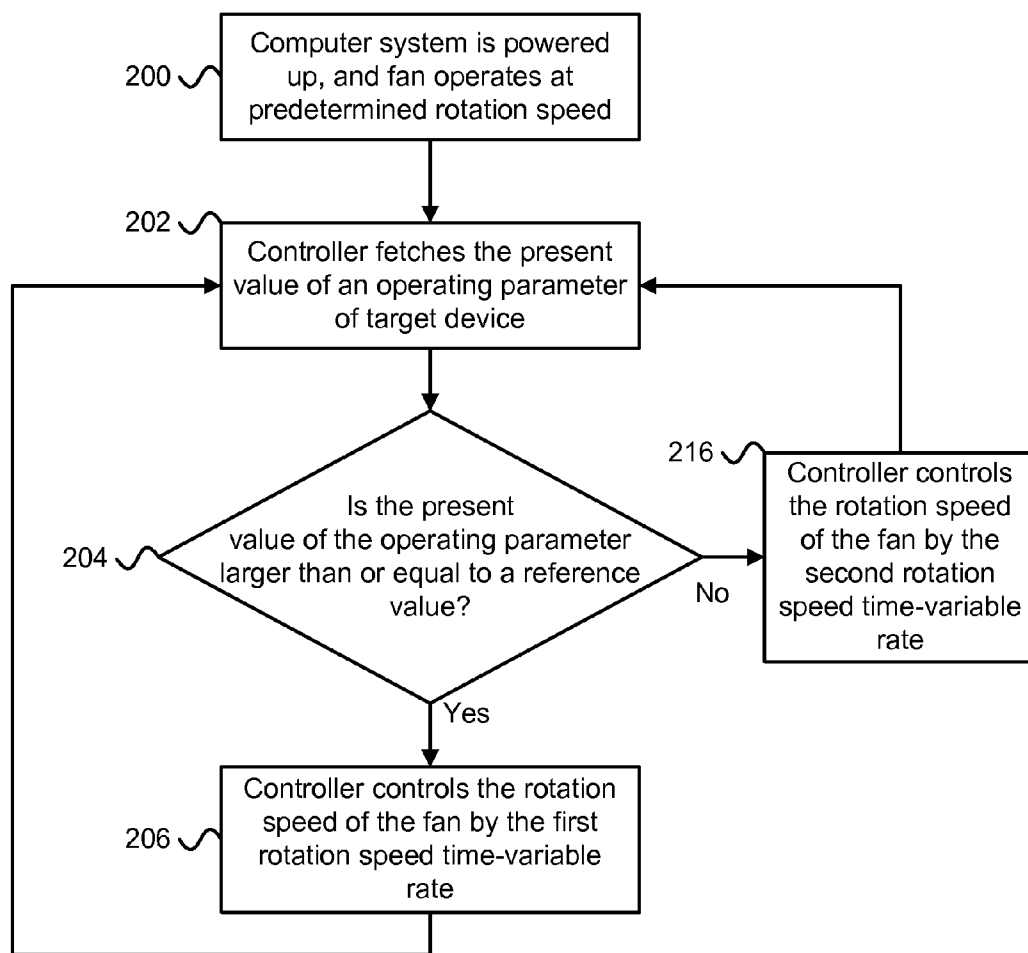 200
Computer system is powered
up, and fan operates at
predetermined rotation speed
202
Controller fetches the present
value of an operating parameter
of target device
204
Is the present
value of the operating parameter
larger than or equal to a reference
value?
No
216
Controller controls
the rotation speed
of the fan by the
second rotation
speed time-variable
rate
Yes
206
Controller controls the rotation
speed of the fan by the first
rotation speed time-variable
rate